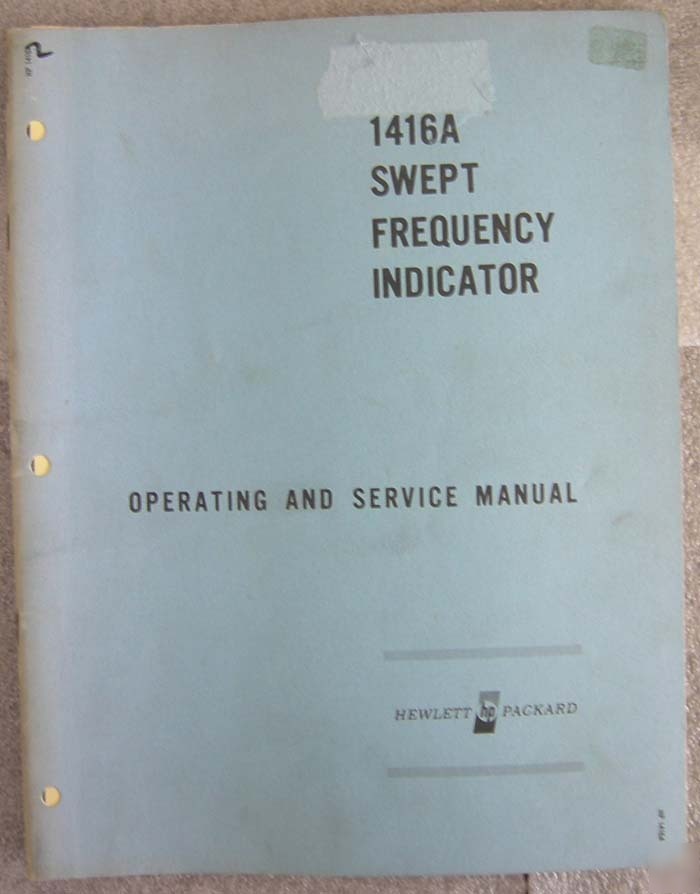 1416A
SWEPT
FREQUENCY
INDICATOR
OPERATING AND SERVICE MANUAL
HEWLETT hp PACKARD